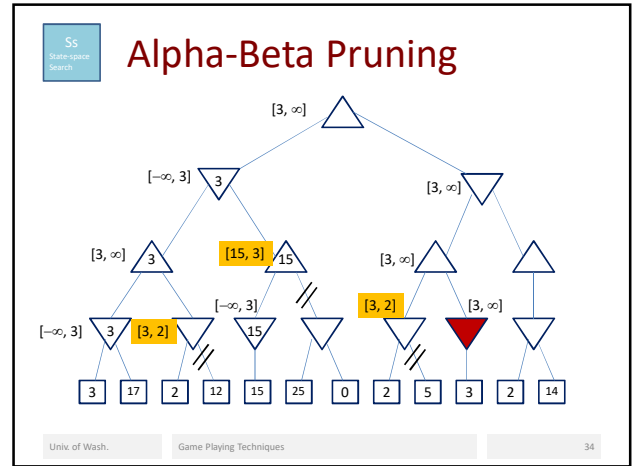 Ss
State-space
Search
Alpha-Beta Pruning
[3, ∞]
[−∞, 3]
3
[3, ∞]
[3, ∞]
3
[15, 3]
15
[3, ∞]
[−∞, 3]
3
[3, 2]
[−∞, 3]
15
[3, 2]
[3, ∞]
3 17 2 12 15 25 0 2 5 3 2 14
Univ. of Wash. Game Playing Techniques 34